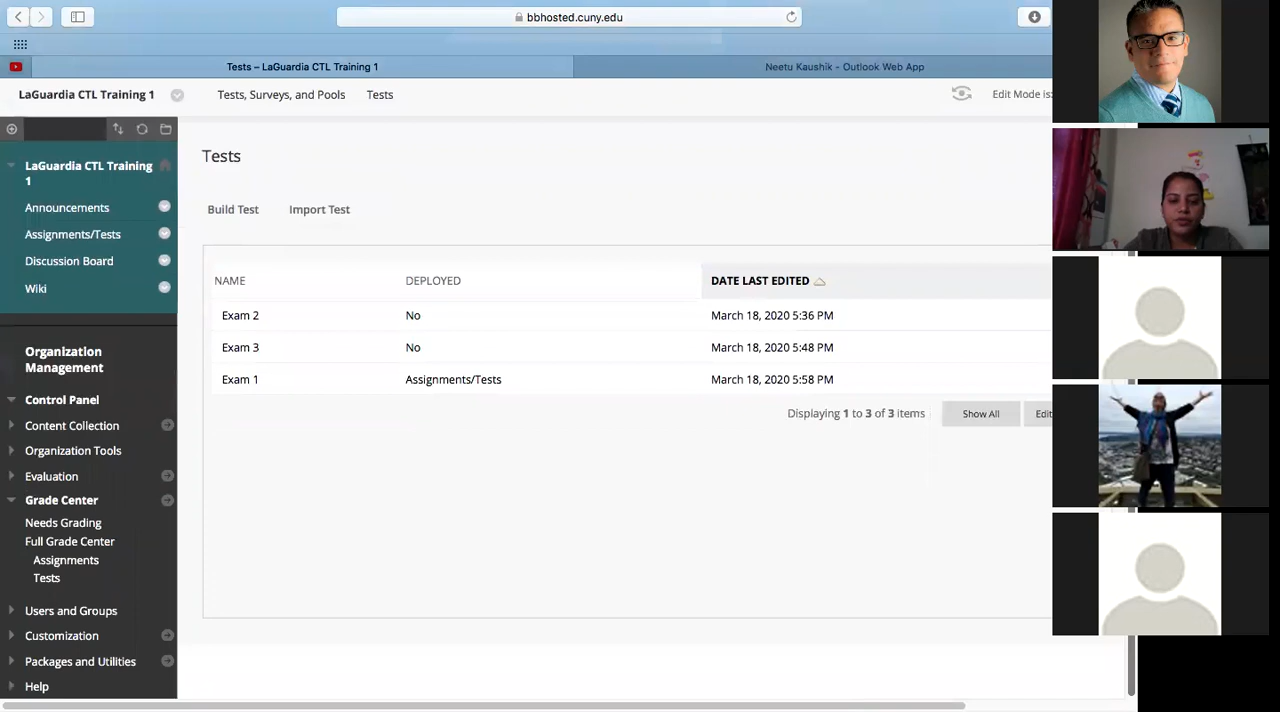 bbhosted.cuny.edu
Tests – LaGuardia CTL Training 1
Neetu Kaushik - Outlook Web App
LaGuardia CTL Training 1
Tests, Surveys, and Pools
Tests
Edit Mode is:
LaGuardia CTL Training
1
Announcements
Assignments/Tests
Discussion Board
Wiki
Organization
Management
Control Panel
Content Collection
Organization Tools
Evaluation
Grade Center
Needs Grading
Full Grade Center
Assignments
Tests
Users and Groups
Customization
Packages and Utilities
Help
Tests
Build Test Import Test
NAME DEPLOYED DATE LAST EDITED
Exam 2 No March 18, 2020 5:36 PM
Exam 3 No March 18, 2020 5:48 PM
Exam 1 Assignments/Tests March 18, 2020 5:58 PM
Displaying 1 to 3 of 3 items Show All Edit